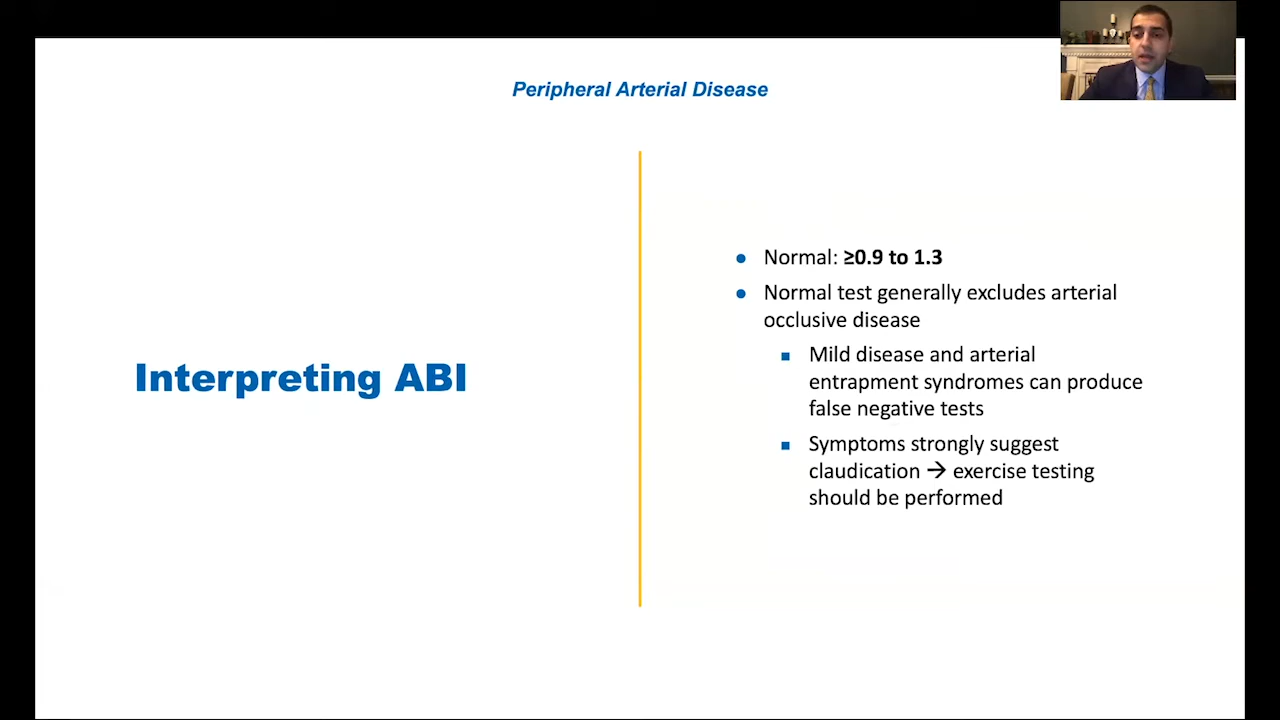 Peripheral Arterial Disease
Interpreting ABI
● Normal: ≥0.9 to 1.3
● Normal test generally excludes arterial
occlusive disease
■ Mild disease and arterial
entrapment syndromes can produce
false negative tests
■ Symptoms strongly suggest
claudication → exercise testing
should be performed